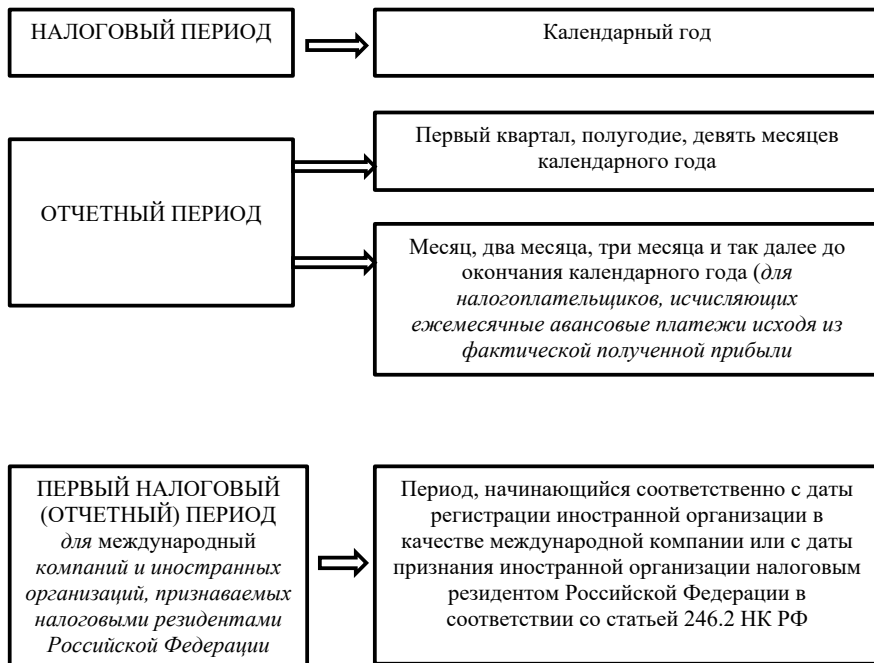 НАЛОГОВЫЙ ПЕРИОД
Календарный год
ОТЧЕТНЫЙ ПЕРИОД
Первый квартал, полугодие, девять месяцев
календарного года
Месяц, два месяца, три месяца и так далее до
окончания календарного года (для
налогоплательщиков, исчисляющих
ежемесячные авансовые платежи исходя из
фактической полученной прибыли
ПЕРВЫЙ НАЛОГОВЫЙ
(ОТЧЕТНЫЙ) ПЕРИОД
для международный
компаний и иностранных
организаций, признаваемых
налоговыми резидентами
Российской Федерации
Период, начинающийся соответственно с даты
регистрации иностранной организации в
качестве международной компании или с даты
признания иностранной организации налоговым
резидентом Российской Федерации в
соответствии со статьей 246.2 НК РФ